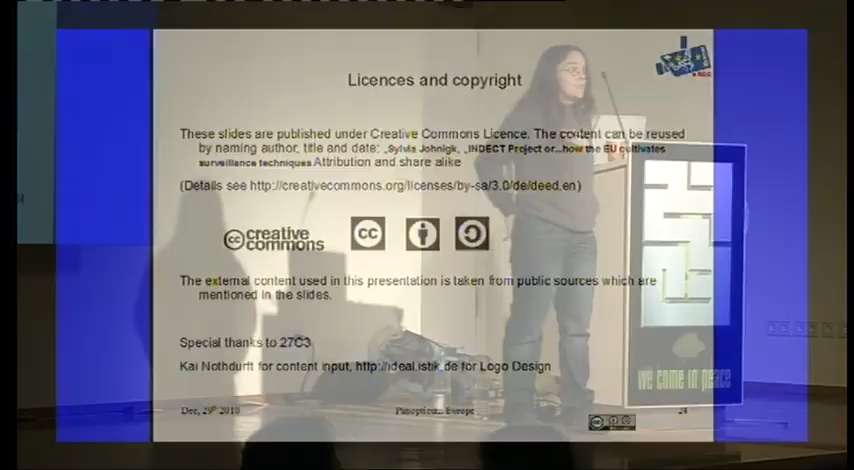 Licences and copyright
These slides are published under Creative Commons Licence. The content can be reused
by naming author, title and date: „Sylvia Johnigk, „INDECT Project or...how the EU cultivates
surveillance techniques Attribution and share alike
(Details see http://creativecommons.org/licenses/by-sa/3.0/de/deed.en)
cc creative
commons
cc
The external content used in this presentation is taken from public sources which are
mentioned in the slides.
Special thanks to 27C3
Kai Nothdurft for content input, http://ideal.istik.de for Logo Design
we come in peace
Dec, 29th 2010
Panopticum Europe
24